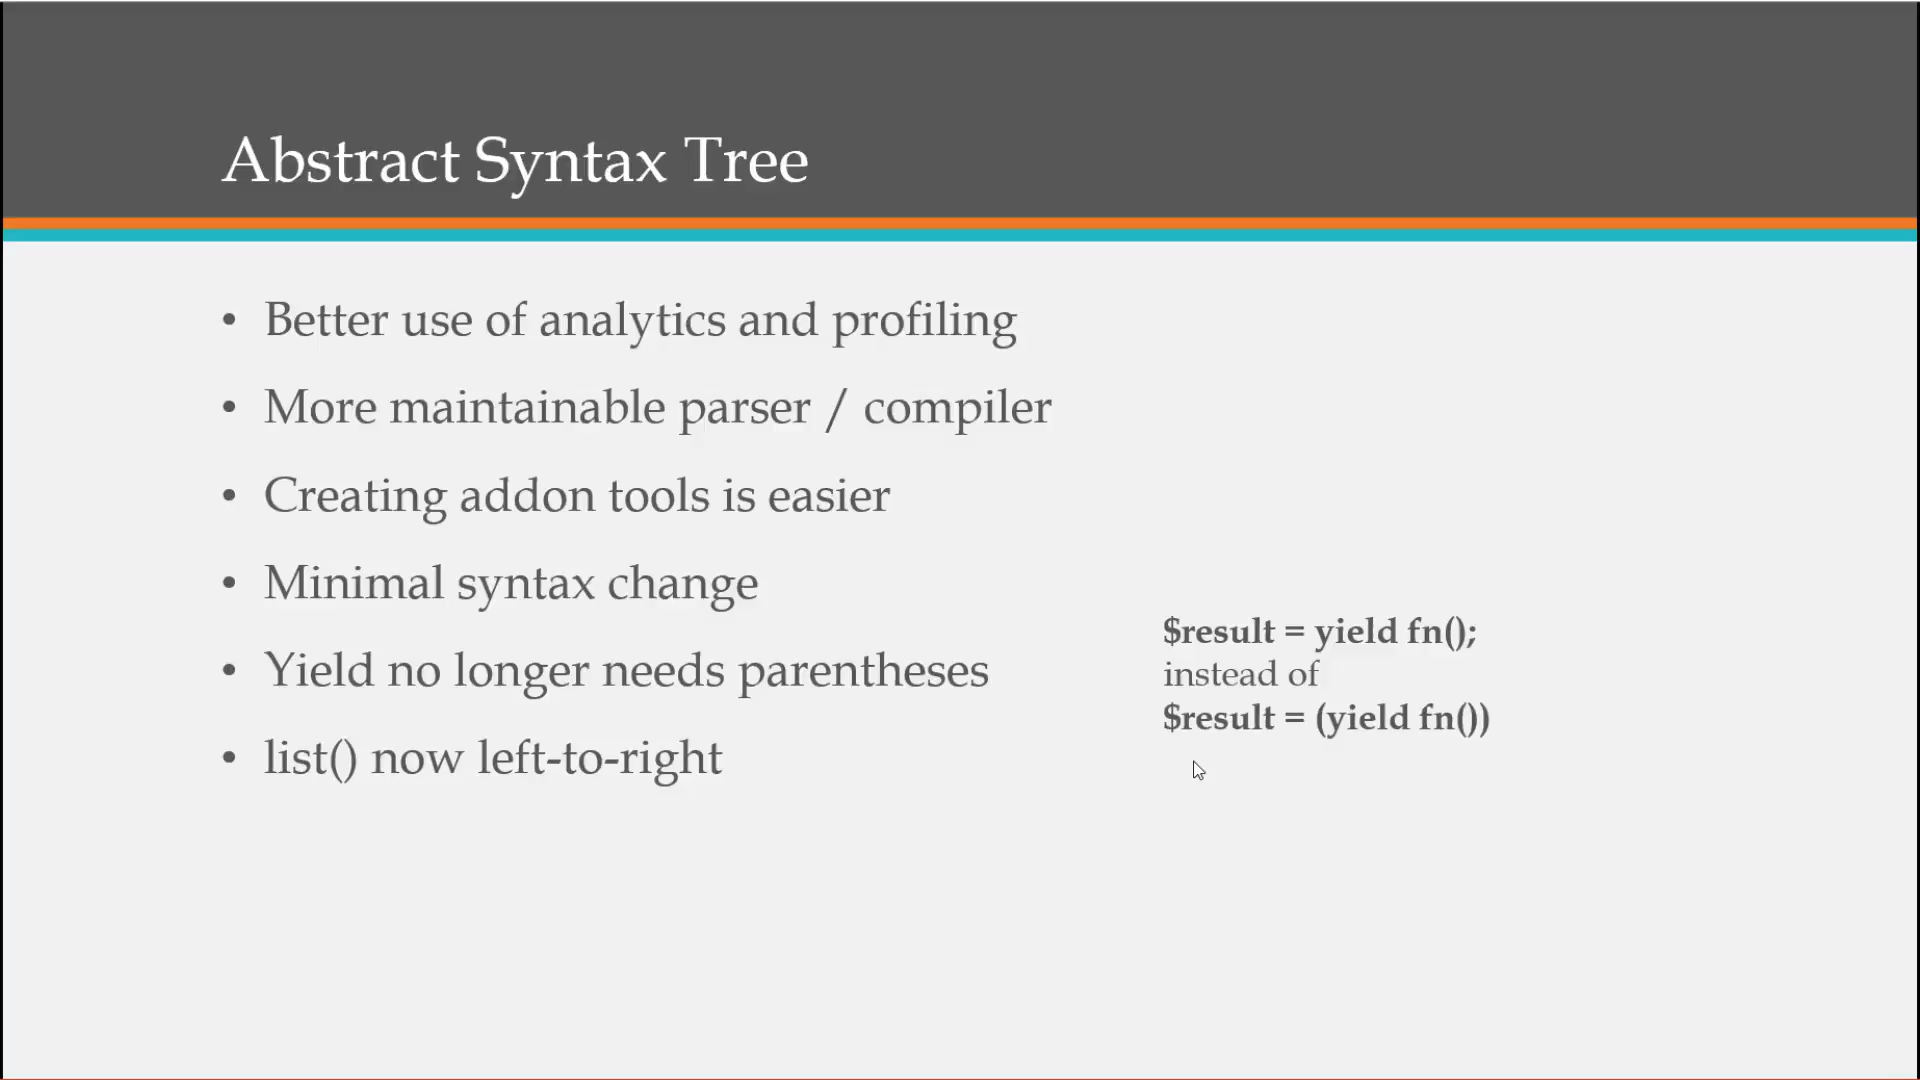 Abstract Syntax Tree
• Better use of analytics and profiling
• More maintainable parser / compiler
• Creating addon tools is easier
• Minimal syntax change
• Yield no longer needs parentheses
• list() now left-to-right
$result = yield fn();
instead of
$result = (yield fn())